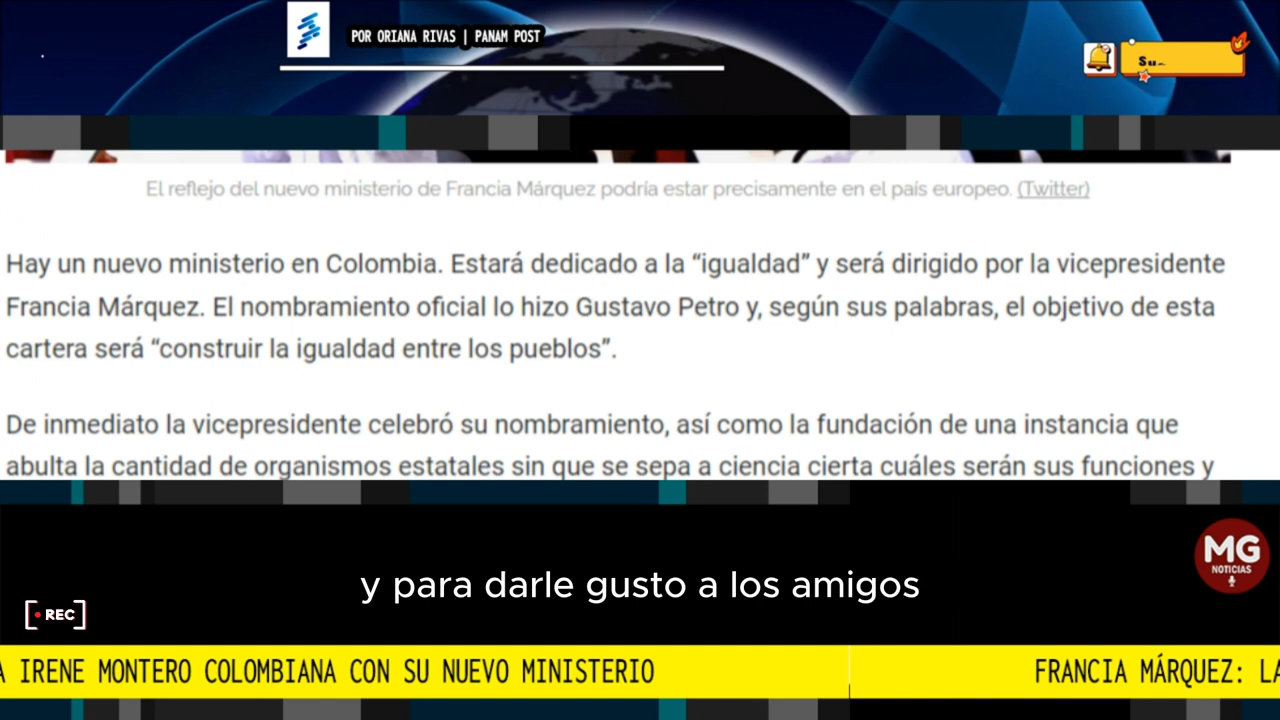 POR ORIANA RIVAS | PANAM POST
Su
El reflejo del nuevo ministerio de Francia Márquez podría estar precisamente en el país europeo. (Twitter)
Hay un nuevo ministerio en Colombia. Estará dedicado a la “igualdad” y será dirigido por la vicepresidente
Francia Márquez. El nombramiento oficial lo hizo Gustavo Petro y, según sus palabras, el objetivo de esta
cartera será “construir la igualdad entre los pueblos”.
De inmediato la vicepresidente celebró su nombramiento, así como la fundación de una instancia que
abulta la cantidad de organismos estatales sin que se sepa a ciencia cierta cuáles serán sus funciones y
MG
NOTICIAS
y para darle gusto a los amigos
REC
A IRENE MONTERO COLOMBIANA CON SU NUEVO MINISTERIO FRANCIA MÁRQUEZ: LA